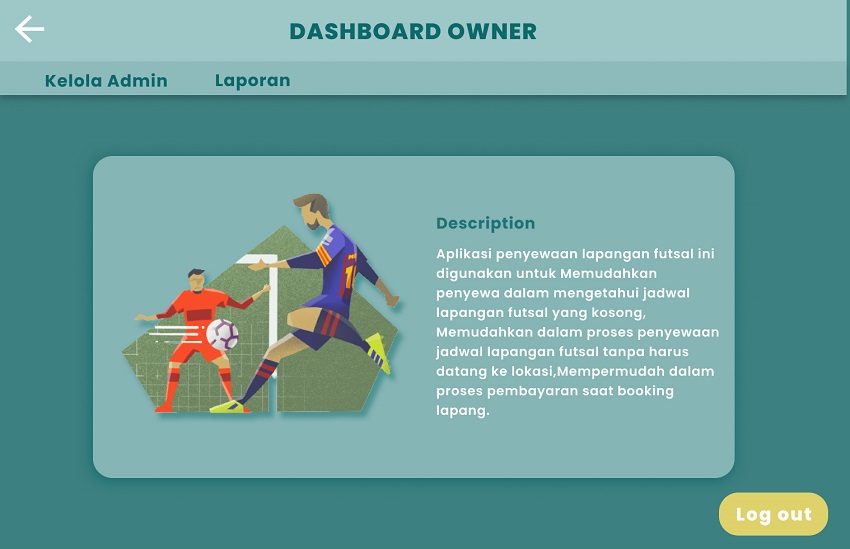 DASHBOARD OWNER
Kelola Admin
Laporan
Description
Aplikasi penyewaan lapangan futsal ini
digunakan untuk Memudahkan
penyewa dalam mengetahui jadwal
lapangan futsal yang kosong,
Memudahkan dalam proses penyewaan
jadwal lapangan futsal tanpa harus
datang ke lokasi,Mempermudah dalam
proses pembayaran saat booking
lapang.
Log out